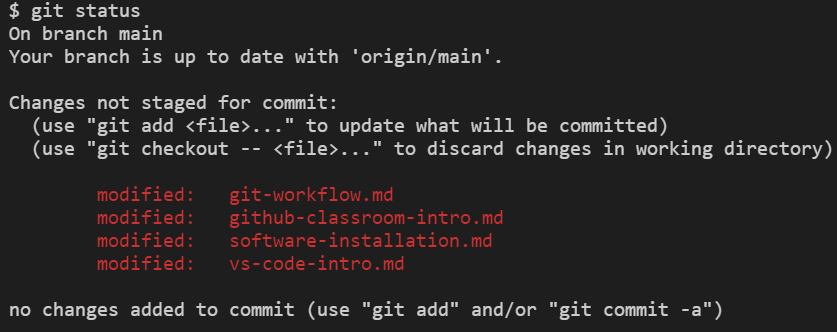 $ git status
On branch main
Your branch is up to date with 'origin/main'.
Changes not staged for commit:
(use "git add <file>..." to update what will be committed)
(use "git checkout -- <file>..." to discard changes in working directory)
modified: git-workflow.md
modified: github-classroom-intro.md
modified: software-installation.md
modified: vs-code-intro.md
no changes added to commit (use "git add" and/or "git commit -a")